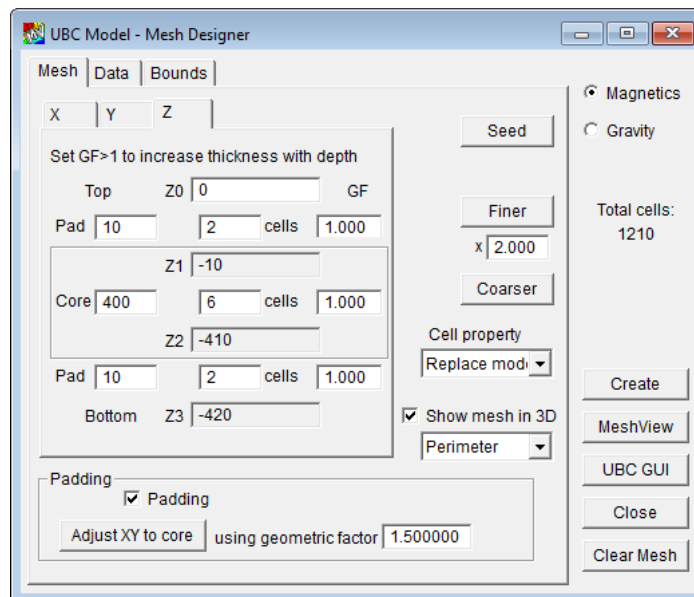 UBC Model - Mesh Designer
Mesh Data Bounds
X Y Z
Set GF>1 to increase thickness with depth
Top Z0 0 GF
Pad 10 2 cells 1.000
Z1 -10
Core 400 6 cells 1.000
Z2 -410
Pad 10 2 cells 1.000
Bottom Z3 -420
Seed
Finer
x 2.000
Coarser
Cell property
Replace mod
Show mesh in 3D
Perimeter
Padding
Padding
Adjust XY to core using geometric factor 1.500000
Magnetics
Gravity
Total cells:
1210
Create
MeshView
UBC GUI
Close
Clear Mesh